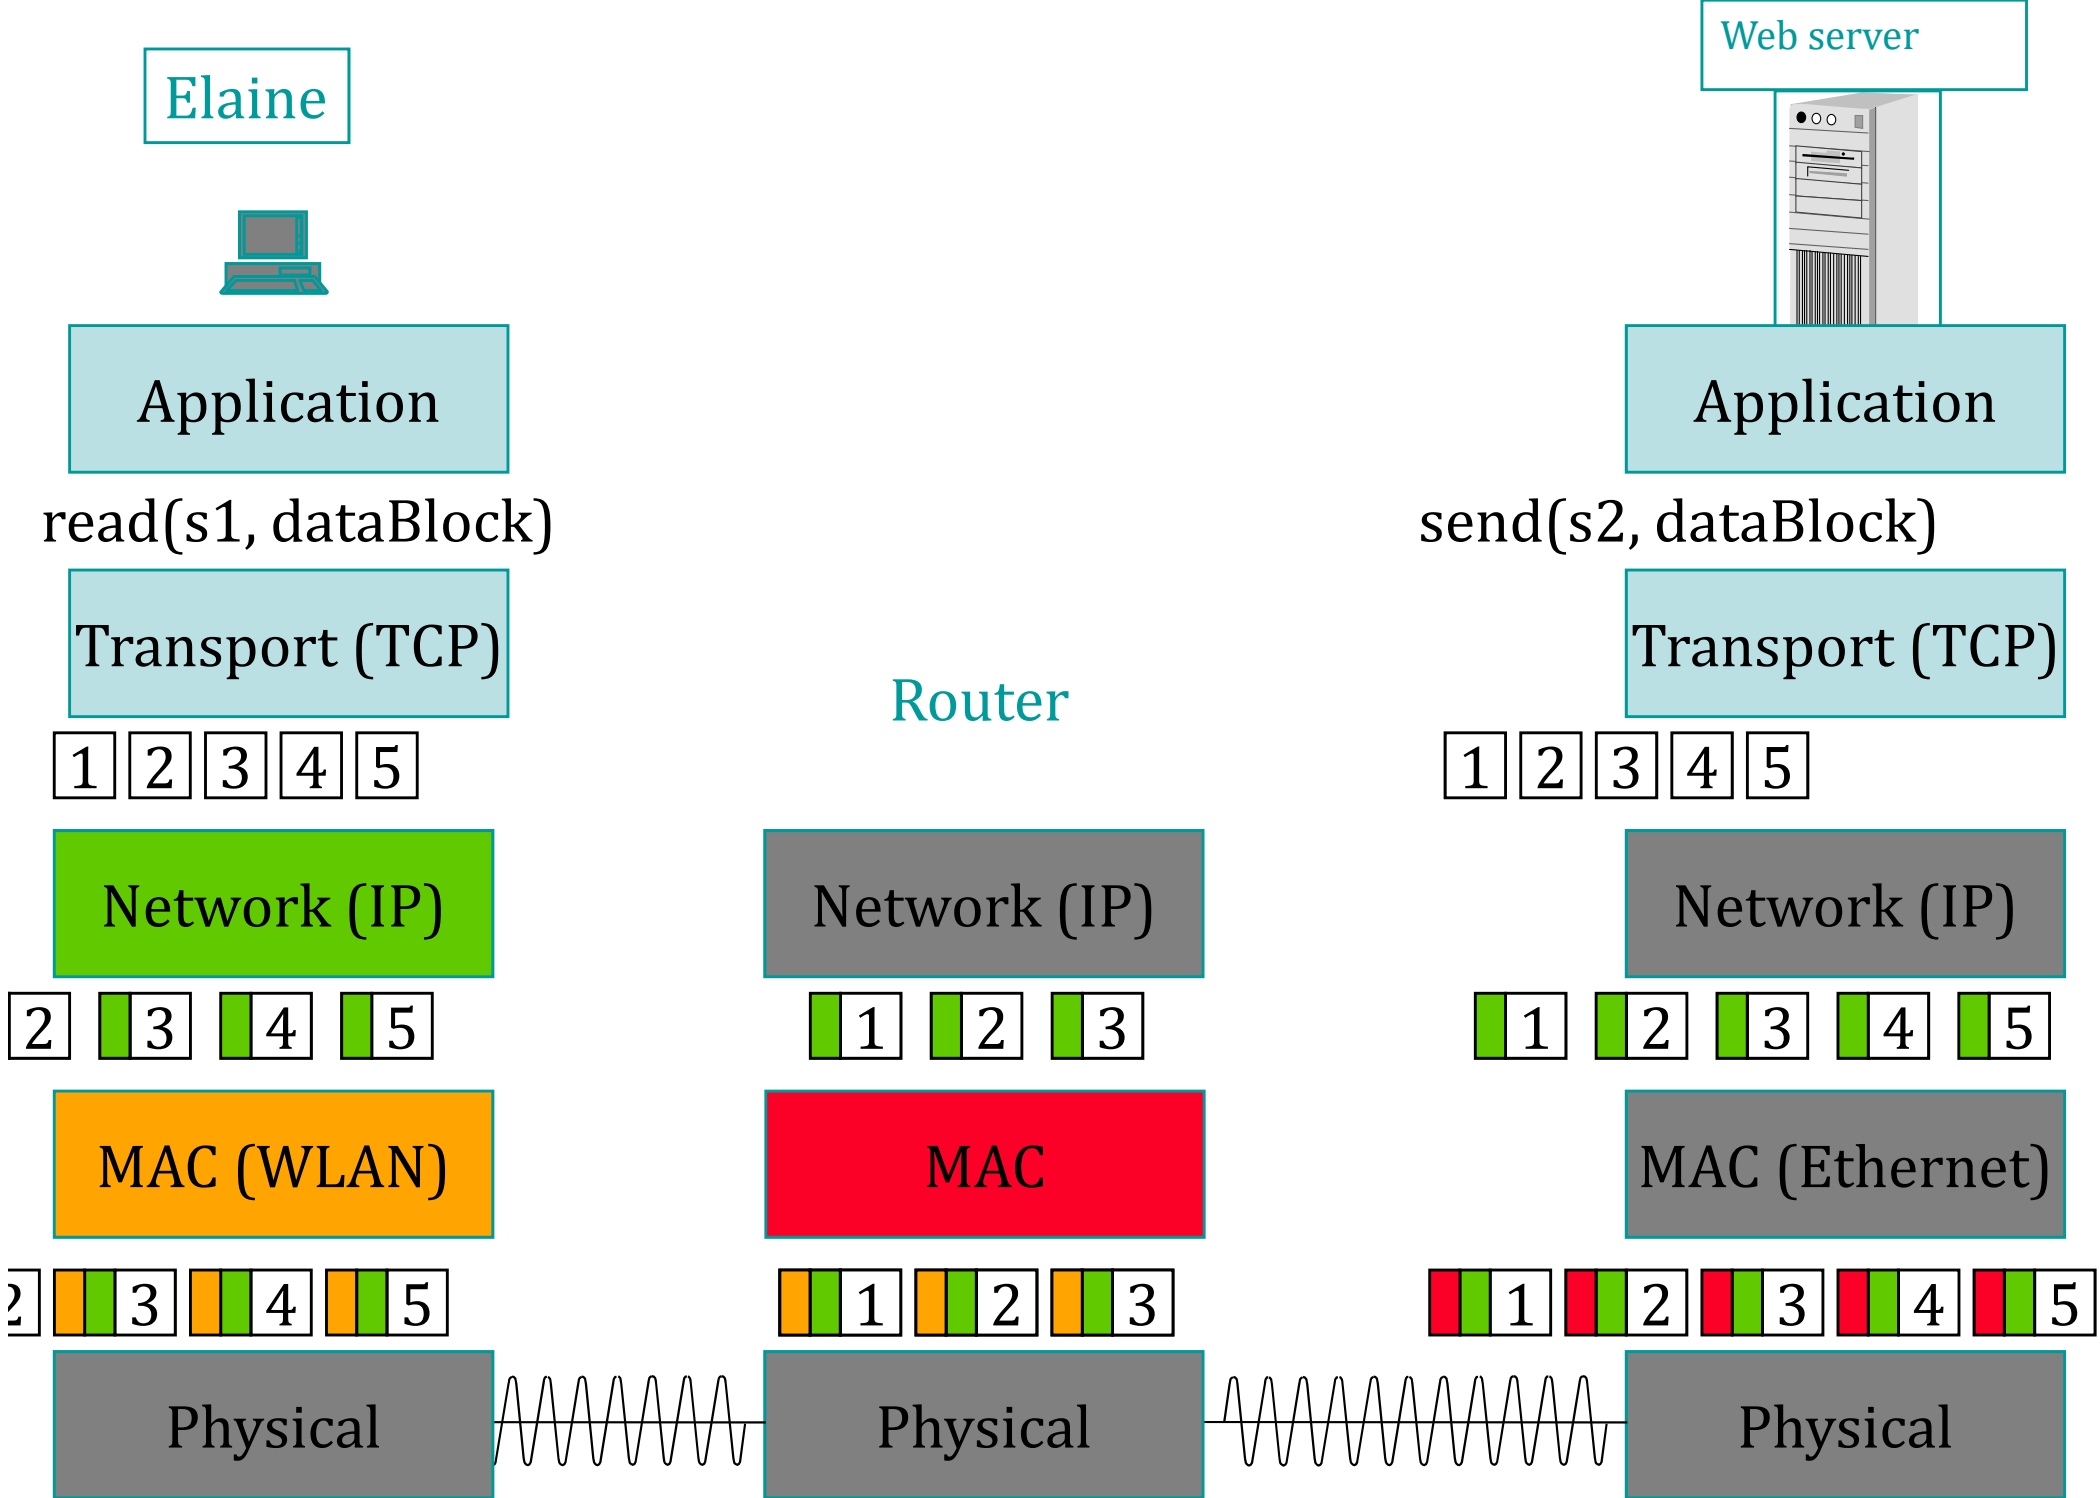 Web server
Elaine
Application
Application
read(s1, dataBlock)
send(s2, dataBlock)
Transport (TCP)
Transport (TCP)
Router
1 2 3 4 5
1 2 3 4 5
Network (IP)
Network (IP)
Network (IP)
2 3 4 5
1 2 3
1 2 3 4 5
MAC (WLAN)
MAC
MAC (Ethernet)
2 3 4 5
1 2 3
1 2 3 4 5
Physical
Physical
Physical